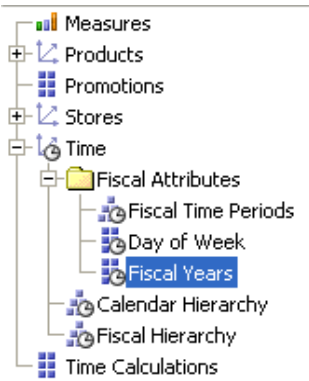 Measures
Products
Promotions
Stores
Time
Fiscal Attributes
Fiscal Time Periods
Day of Week
Fiscal Years
Calendar Hierarchy
Fiscal Hierarchy
Time Calculations